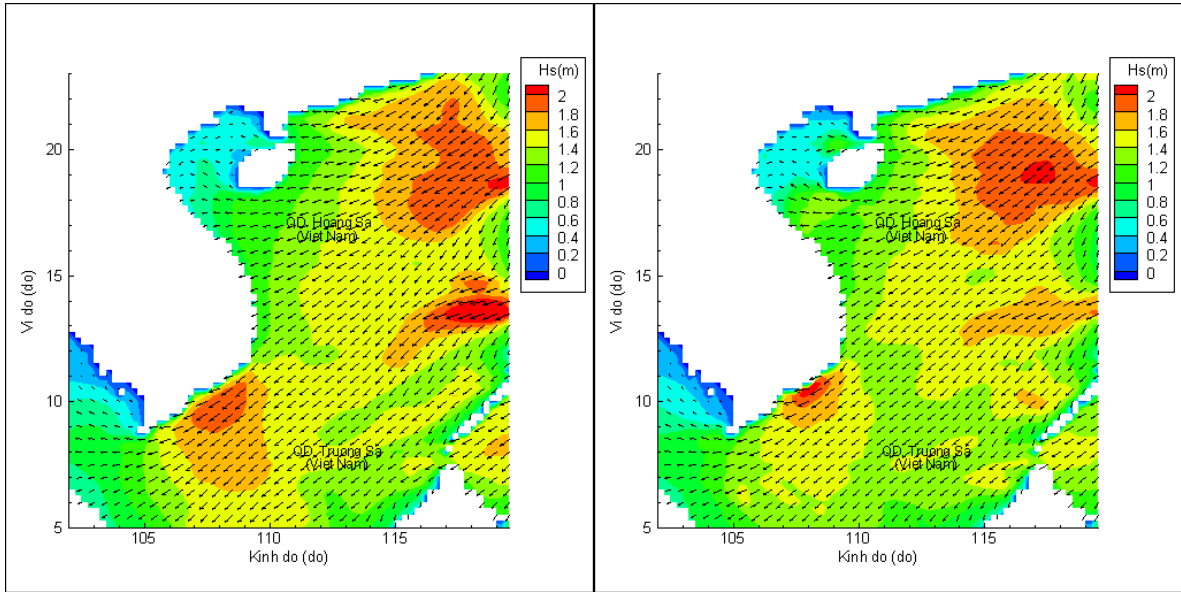 Hs(m)
2
1.8
1.6
1.4
1.2
1
0.8
0.6
0.4
0.2
0
20
15
10
5
Vi do (do)
QD. Hoang Sa
(Viet Nam)
QD. Truong Sa
(Viet Nam)
105
110
115
Kinh do (do)
Hs(m)
2
1.8
1.6
1.4
1.2
1
0.8
0.6
0.4
0.2
0
20
15
10
5
Vi do (do)
QD. Hoang Sa
(Viet Nam)
QD. Truong Sa
(Viet Nam)
105
110
115
Kinh do (do)